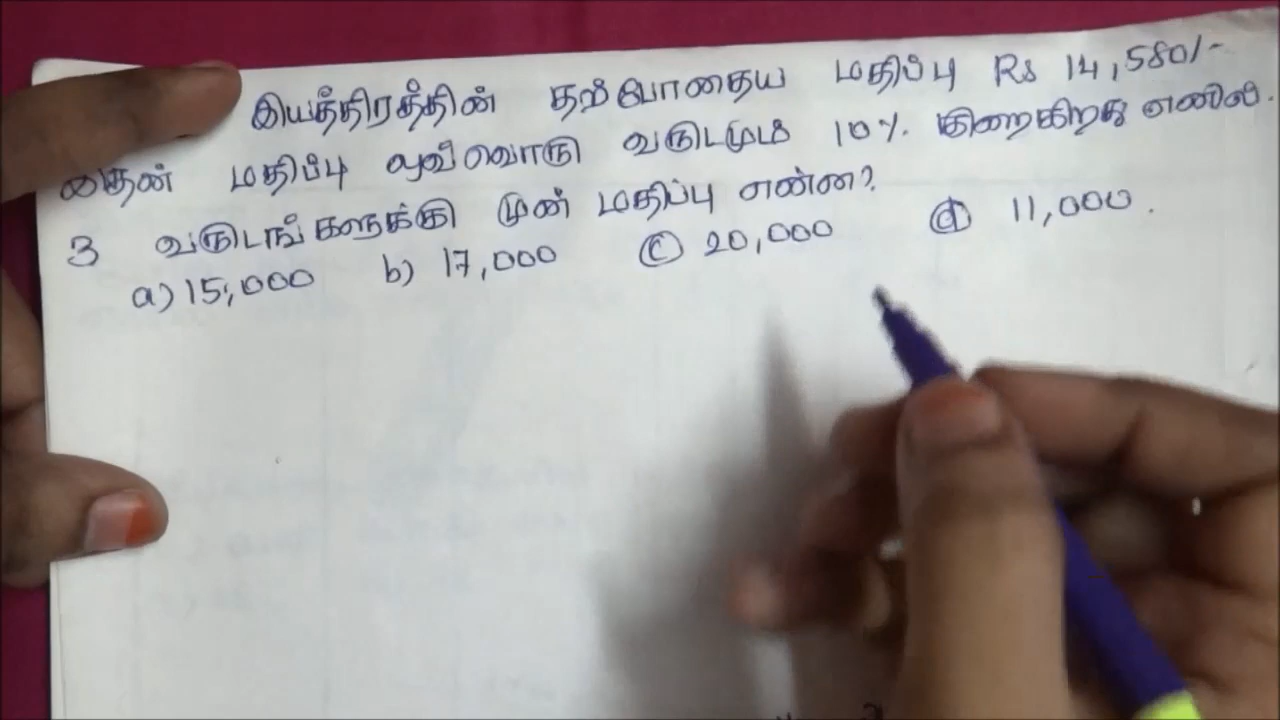 இயந்திரத்தின் தற்போதைய மதிப்பு Rs 14,580/-
மதிப்பு ஒவ்வொரு வருடமும் 10% குறைகிறது எனில்.
3 வருடங்களுக்கு முன் மதிப்பு என்ன?
a) 15,000 b) 17,000 c) 20,000 d) 11,000.